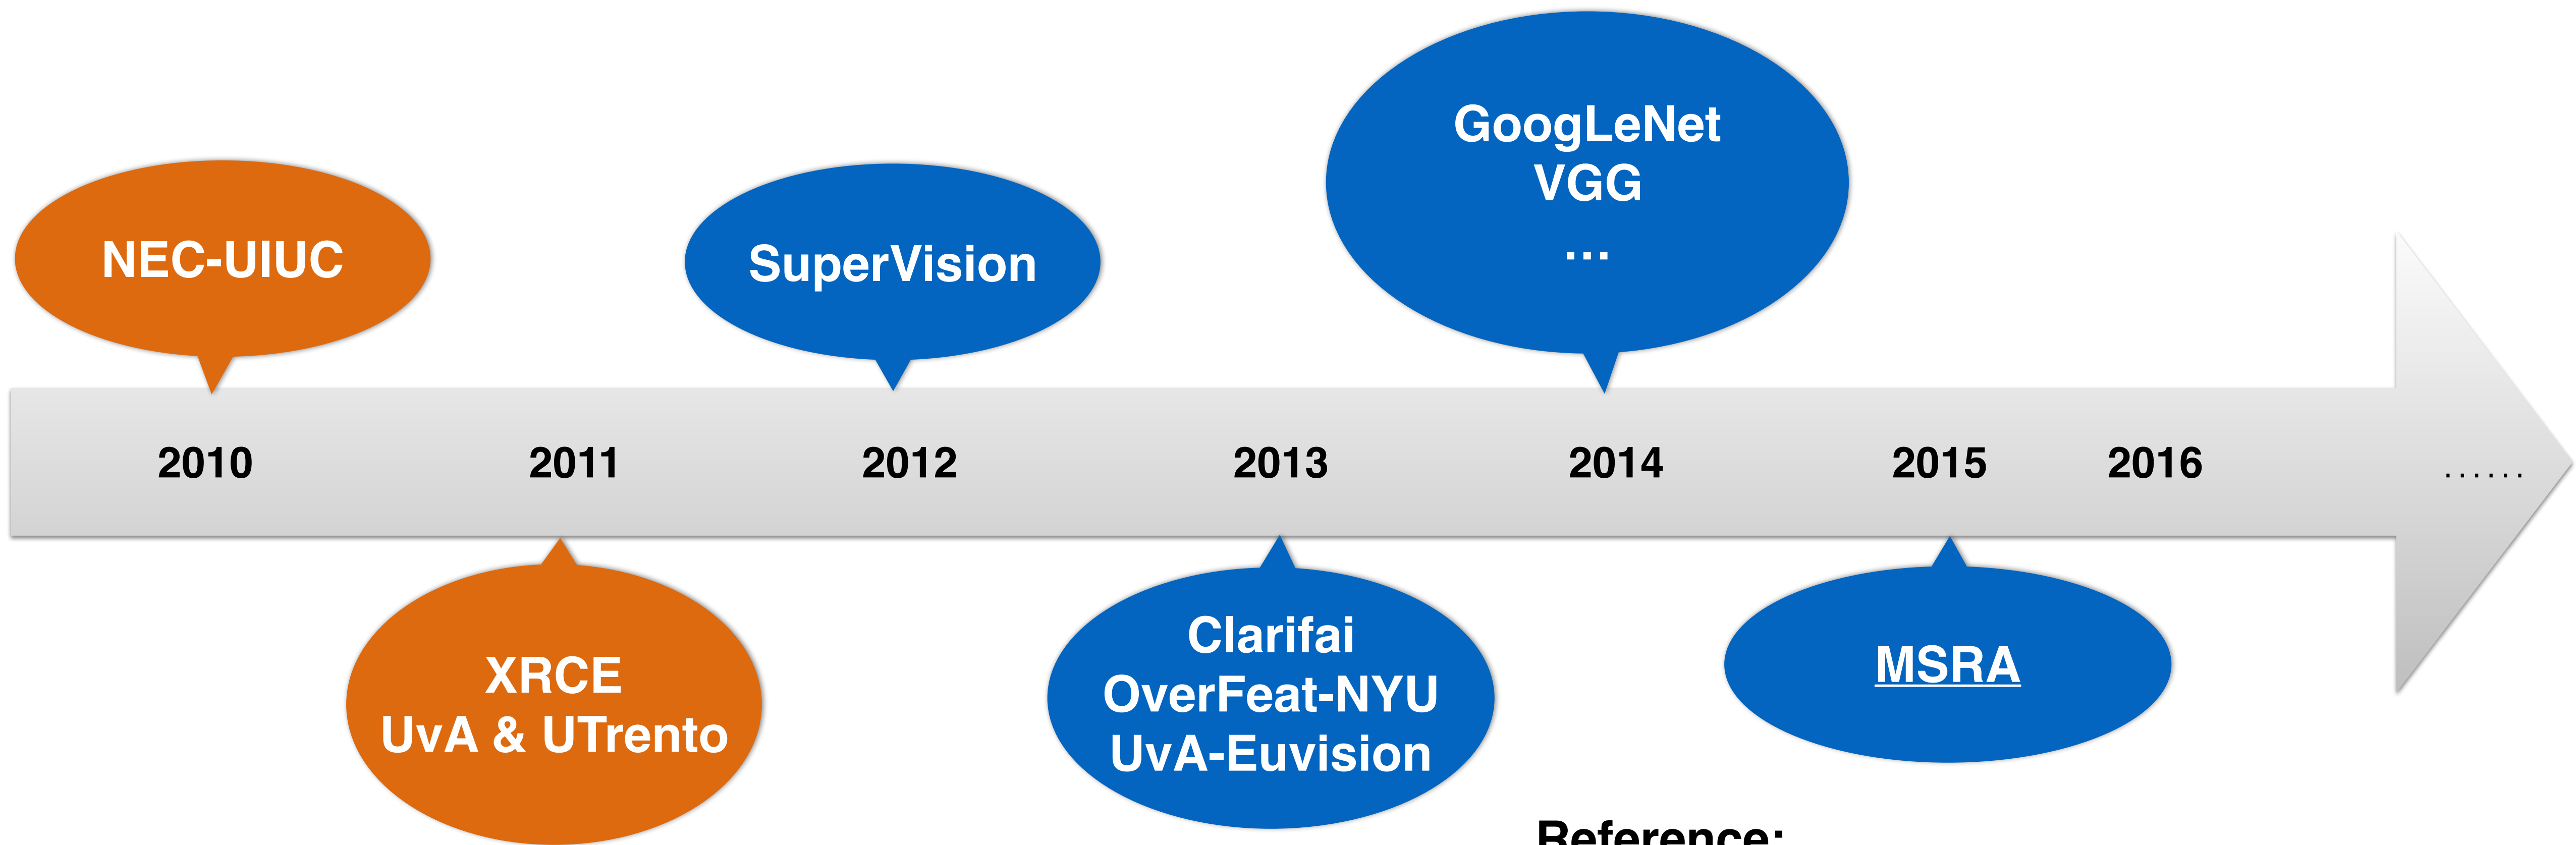 GoogLeNet
VGG
...
NEC-UIUC
SuperVision
2010 2011 2012 2013 2014 2015 2016 ......
XRCE
UvA & UTrento
Clarifai
OverFeat-NYU
UvA-Euvision
MSRA
Reference: